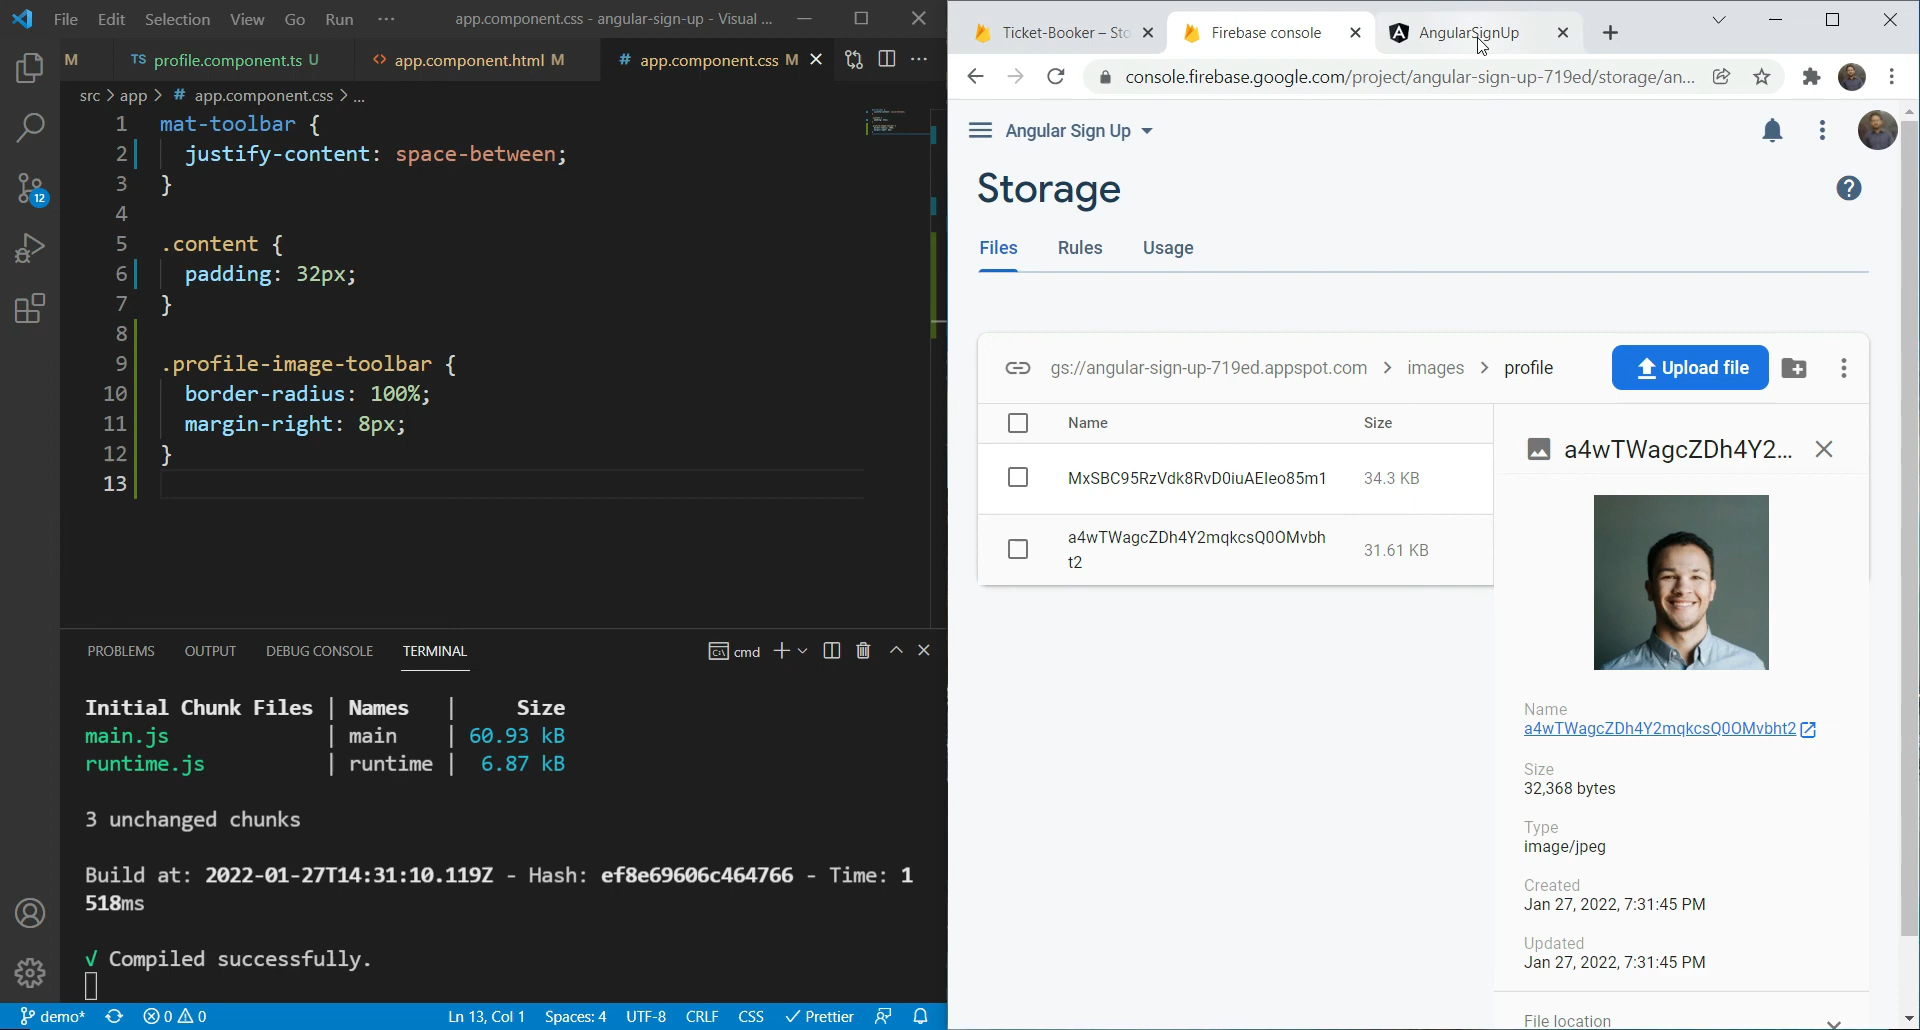 File Edit Selection View Go Run ··· app.component.css - angular-sign-up - Visual ...
M TS profile.component.ts U <> app.component.html M # app.component.css M
src > app > # app.component.css > ...
1 mat-toolbar {
2 justify-content: space-between;
3 }
4
5 .content {
6 padding: 32px;
7 }
8
9 .profile-image-toolbar {
10 border-radius: 100%;
11 margin-right: 8px;
12 }
13
12
PROBLEMS OUTPUT DEBUG CONSOLE TERMINAL cmd
Initial Chunk Files | Names | Size
main.js | main | 60.93 kB
runtime.js | runtime | 6.87 kB
3 unchanged chunks
Build at: 2022-01-27T14:31:10.119Z - Hash: ef8e69606c464766 - Time: 1
518ms
√ Compiled successfully.
demo* 0 0 Ln 13, Col 1 Spaces: 4 UTF-8 CRLF CSS Prettier
Ticket-Booker – Sto Firebase console AngularSignUp
console.firebase.google.com/project/angular-sign-up-719ed/storage/an...
Angular Sign Up
Storage
Files Rules Usage
gs://angular-sign-up-719ed.appspot.com > images > profile Upload file
Name Size
MxSBC95RzVdk8RvD0iuAEIeo85m1 34.3 KB
a4wTWagcZDh4Y2mqkcsQ0OMvbh
t2
31.61 KB
a4wTWagcZDh4Y2...
Name
a4wTWagcZDh4Y2mqkcsQ0OMvbht2
Size
32,368 bytes
Type
image/jpeg
Created
Jan 27, 2022, 7:31:45 PM
Updated
Jan 27, 2022, 7:31:45 PM
File location